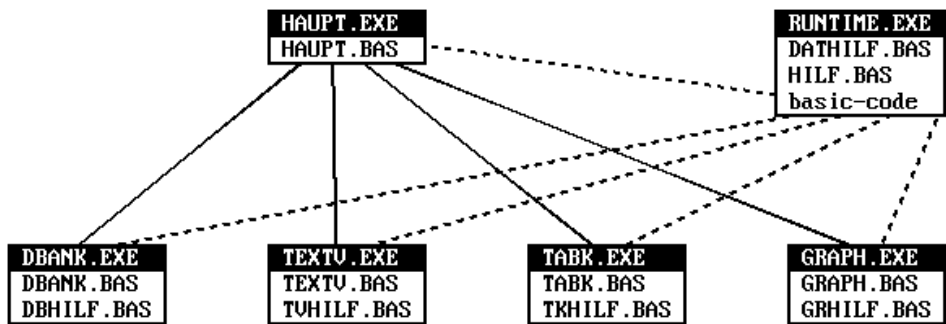 HAUPT.EXE
HAUPT.BAS
RUNTIME.EXE
DATHILF.BAS
HILF.BAS
basic-code
DBANK.EXE
DBANK.BAS
DBHILF.BAS
TEXTV.EXE
TEXTV.BAS
TVHILF.BAS
TABK.EXE
TABK.BAS
TKHILF.BAS
GRAPH.EXE
GRAPH.BAS
GRHILF.BAS